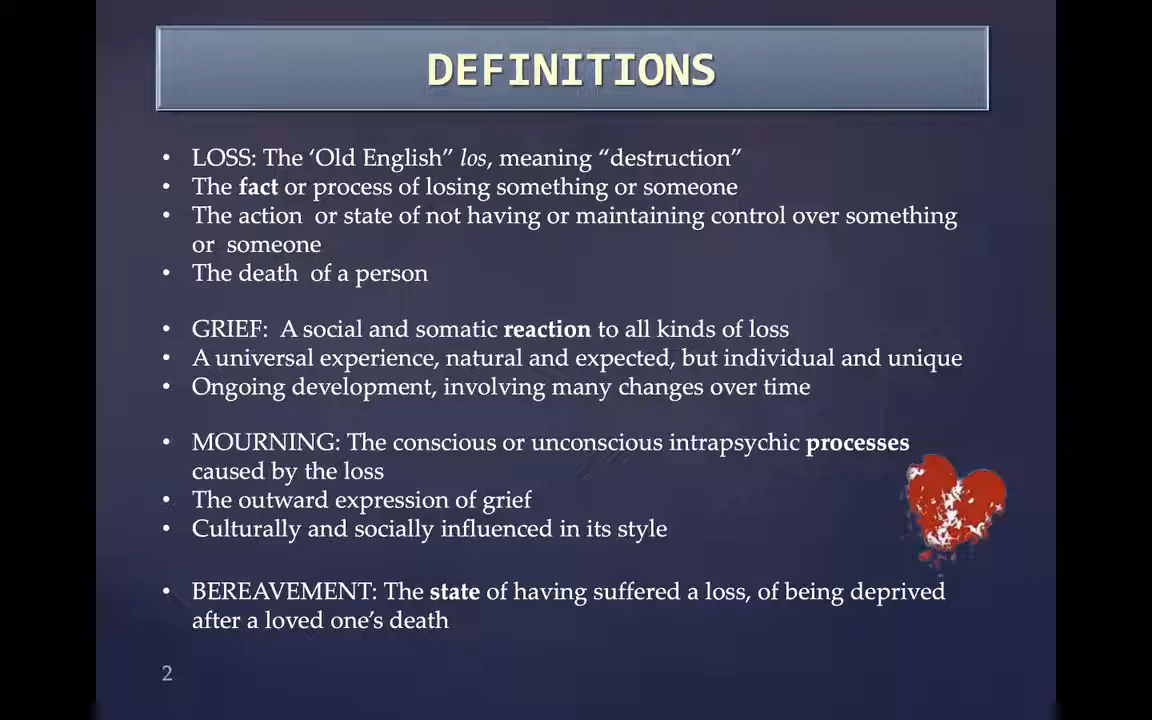 DEFINITIONS
• LOSS: The ‘Old English” los, meaning “destruction”
• The fact or process of losing something or someone
• The action  or state of not having or maintaining control over something
or  someone
• The death  of a person
• GRIEF:  A social and somatic reaction to all kinds of loss
• A universal experience, natural and expected, but individual and unique
• Ongoing development, involving many changes over time
• MOURNING: The conscious or unconscious intrapsychic processes
caused by the loss
• The outward expression of grief
• Culturally and socially influenced in its style
• BEREAVEMENT: The state of having suffered a loss, of being deprived
after a loved one’s death
2